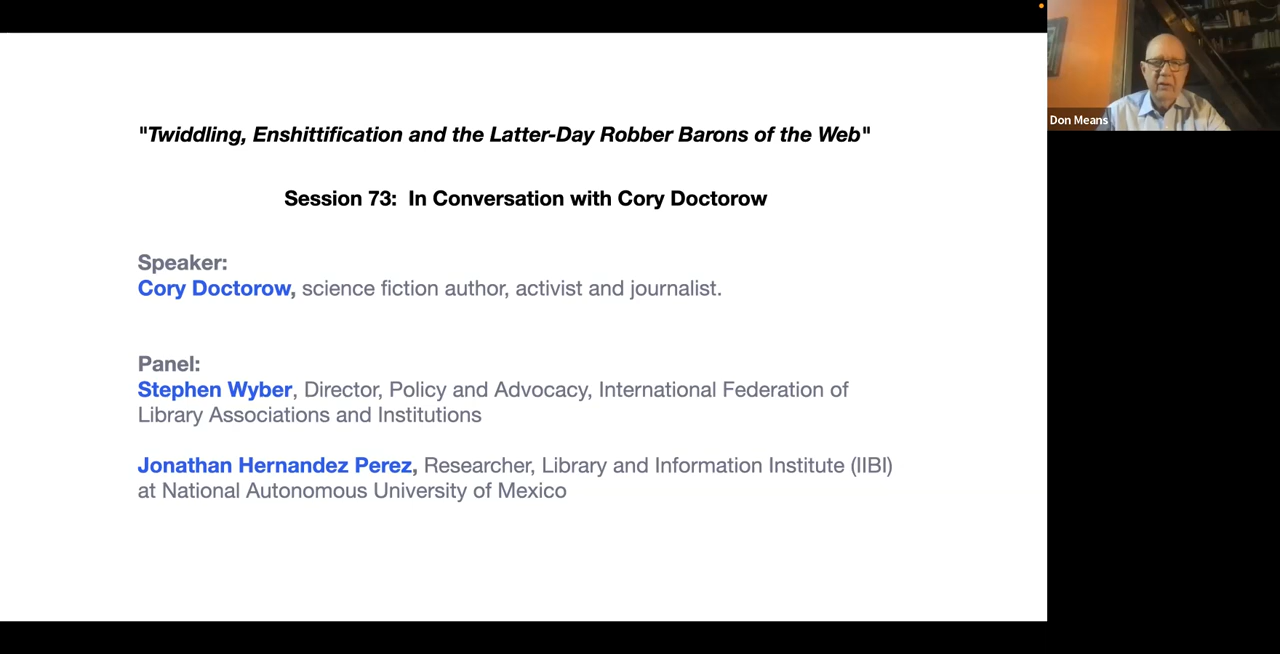 "Twiddling, Enshittification and the Latter-Day Robber Barons of the Web"
Session 73:  In Conversation with Cory Doctorow
Speaker:
Cory Doctorow, science fiction author, activist and journalist.
Panel:
Stephen Wyber, Director, Policy and Advocacy, International Federation of
Library Associations and Institutions
Jonathan Hernandez Perez, Researcher, Library and Information Institute (IIBI)
at National Autonomous University of Mexico
Don Means